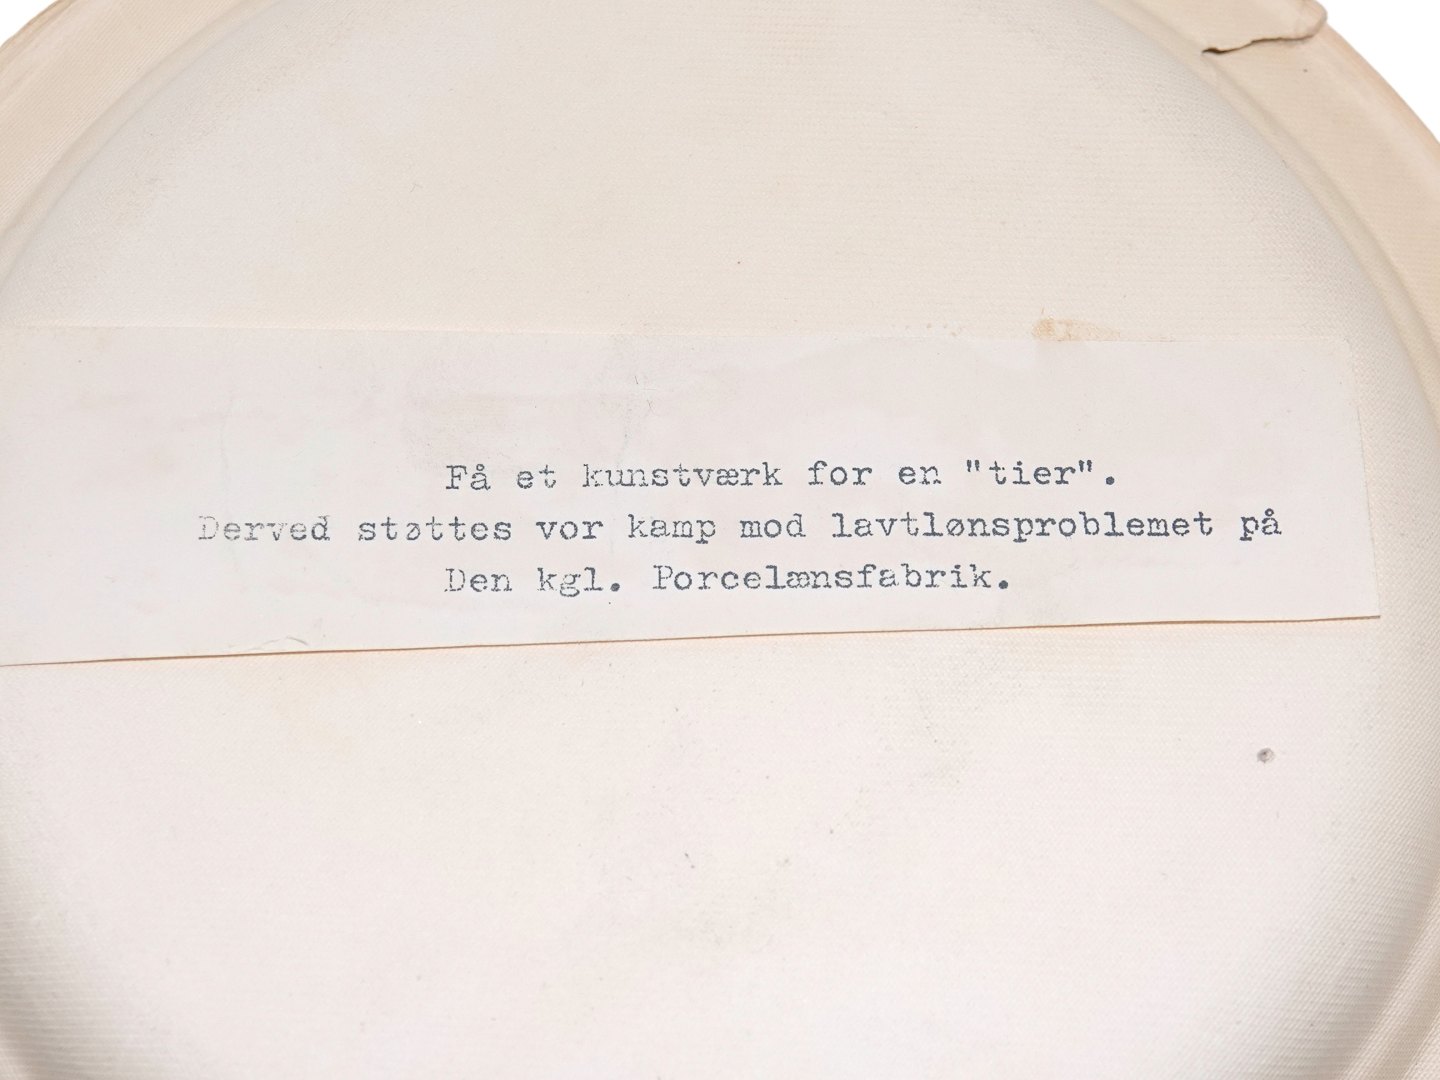 Få et kunstværk for en "tier".
Derved støttes vor kamp mod lavtlønsproblemet på
Den kgl. Porcelænsfabrik.